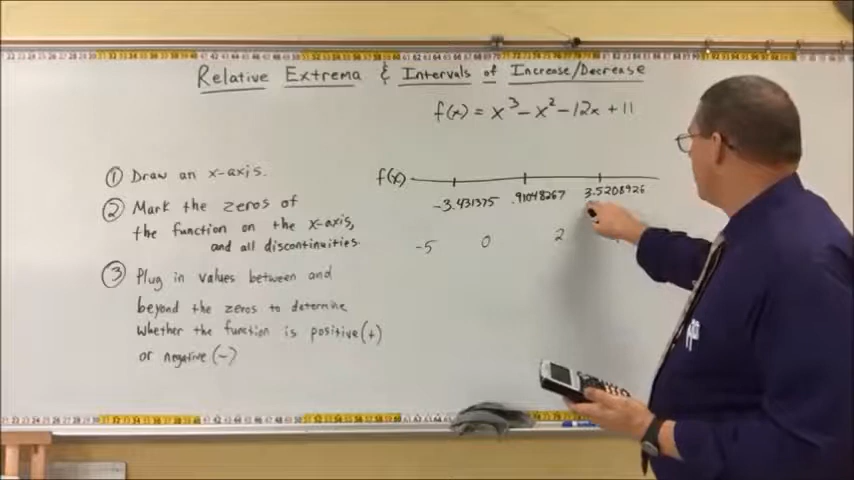 Relative Extrema & Intervals of Increase/Decrease
f(x) = x³ - x² - 12x + 11
① Draw an x-axis.
② Mark the zeros of
the function on the x-axis,
and all discontinuities.
③ Plug in values between and
beyond the zeros to determine
whether the function is positive (+)
or negative (-)
f(x)
-3.431375 .91048267 3.5208926
-5 0 2